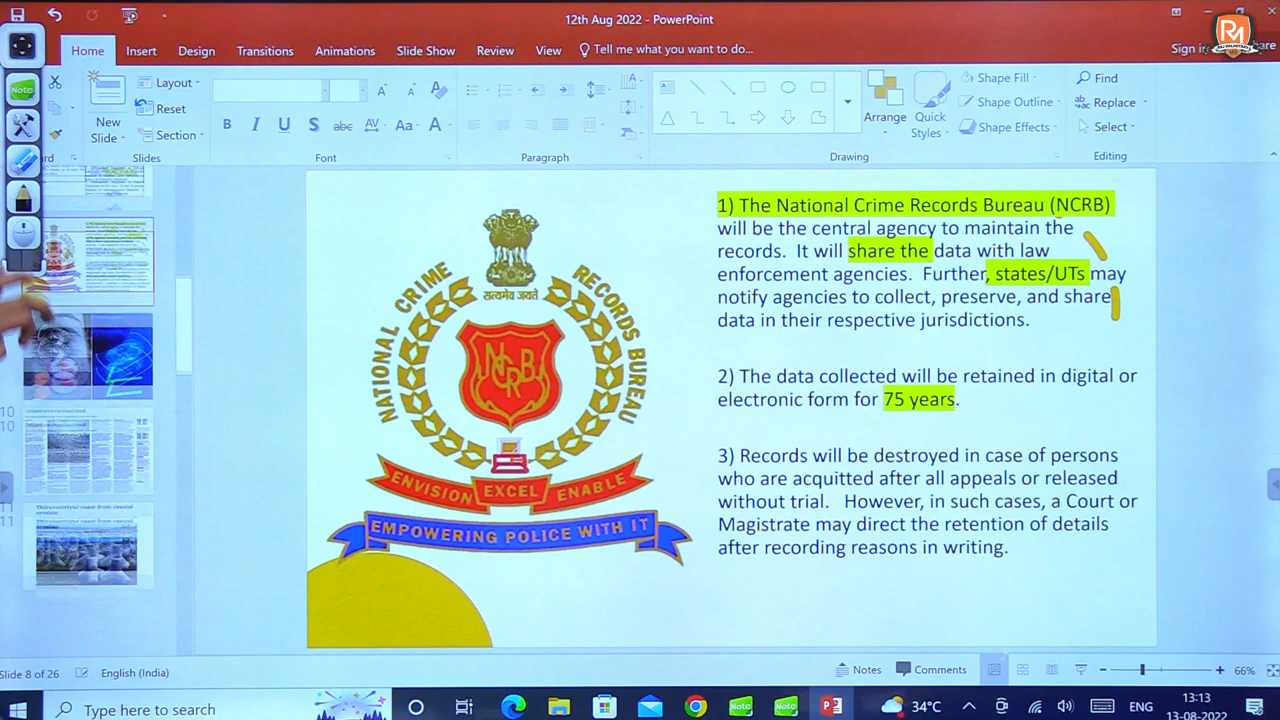 12th Aug 2022 - PowerPoint
Home Insert Design Transitions Animations Slide Show Review View Tell me what you want to do... Sign in
Note
New
Slide
Layout
Reset
Section
Slides
B I U S abc AV Aa A
Font
Paragraph
Arrange
Quick
Styles
Shape Fill
Shape Outline
Shape Effects
Drawing
Find
Replace
Select
Editing
NATIONAL CRIME RECORDS BUREAU
सत्यमेव जयते
NCRB
ENVISION EXCEL ENABLE
EMPOWERING POLICE WITH IT
1) The National Crime Records Bureau (NCRB)
will be the central agency to maintain the
records. It will share the data with law
enforcement agencies. Further, states/UTs may
notify agencies to collect, preserve, and share
data in their respective jurisdictions.
2) The data collected will be retained in digital or
electronic form for 75 years.
3) Records will be destroyed in case of persons
who are acquitted after all appeals or released
without trial. However, in such cases, a Court or
Magistrate may direct the retention of details
after recording reasons in writing.
10
10
11
Slide 8 of 26 English (India) Notes Comments 66%
Type here to search 34°C ENG 13:13
13-08-2022